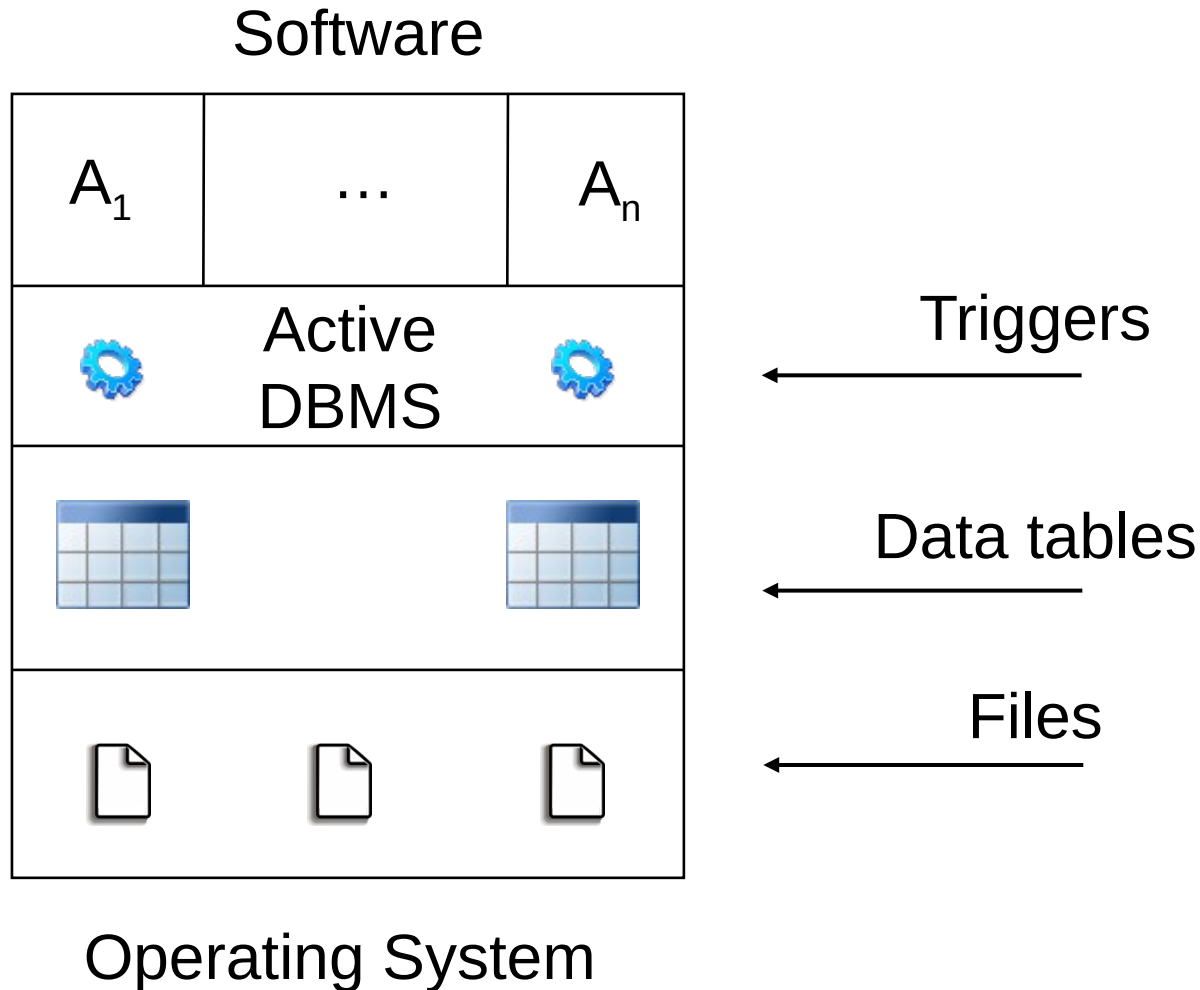 Software
A₁ … Aₙ
Active
DBMS
Triggers
Data tables
Files
Operating System